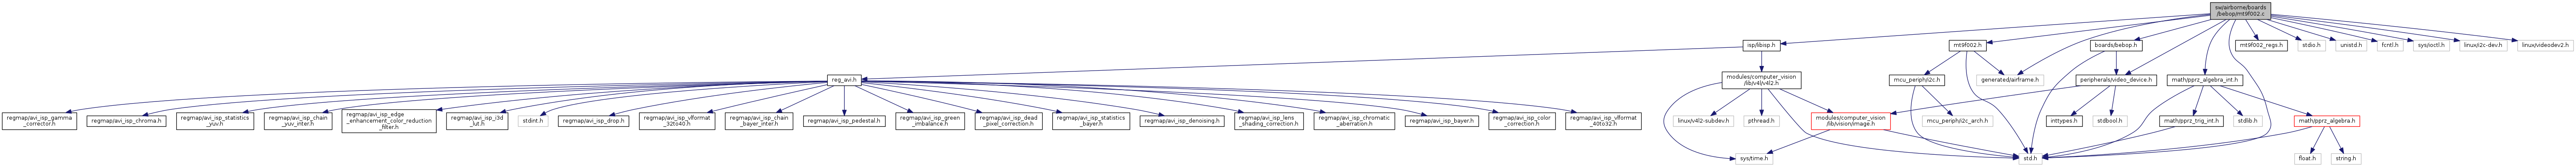 sw/airborne/boards
/bebop/mt9f002.c
isp/libisp.h
mt9f002.h
boards/bebop.h
mt9f002_regs.h
stdio.h
unistd.h
fcntl.h
sys/ioctl.h
linux/i2c-dev.h
linux/videodev2.h
reg_avi.h
modules/computer_vision
/lib/v4l/v4l2.h
mcu_periph/i2c.h
generated/airframe.h
peripherals/video_device.h
math/pprz_algebra_int.h
regmap/avi_isp_gamma
_corrector.h
regmap/avi_isp_chroma.h
regmap/avi_isp_statistics
_yuv.h
regmap/avi_isp_chain
_yuv_inter.h
regmap/avi_isp_edge
_enhancement_color_reduction
_filter.h
regmap/avi_isp_i3d
_lut.h
stdint.h
regmap/avi_isp_drop.h
regmap/avi_isp_vlformat
_32to40.h
regmap/avi_isp_chain
_bayer_inter.h
regmap/avi_isp_pedestal.h
regmap/avi_isp_green
_imbalance.h
regmap/avi_isp_dead
_pixel_correction.h
regmap/avi_isp_statistics
_bayer.h
regmap/avi_isp_denoising.h
regmap/avi_isp_lens
_shading_correction.h
regmap/avi_isp_chromatic
_aberration.h
regmap/avi_isp_bayer.h
regmap/avi_isp_color
_correction.h
regmap/avi_isp_vlformat
_40to32.h
linux/v4l2-subdev.h
pthread.h
modules/computer_vision
/lib/vision/image.h
mcu_periph/i2c_arch.h
inttypes.h
stdbool.h
math/pprz_trig_int.h
stdlib.h
math/pprz_algebra.h
sys/time.h
std.h
float.h
string.h